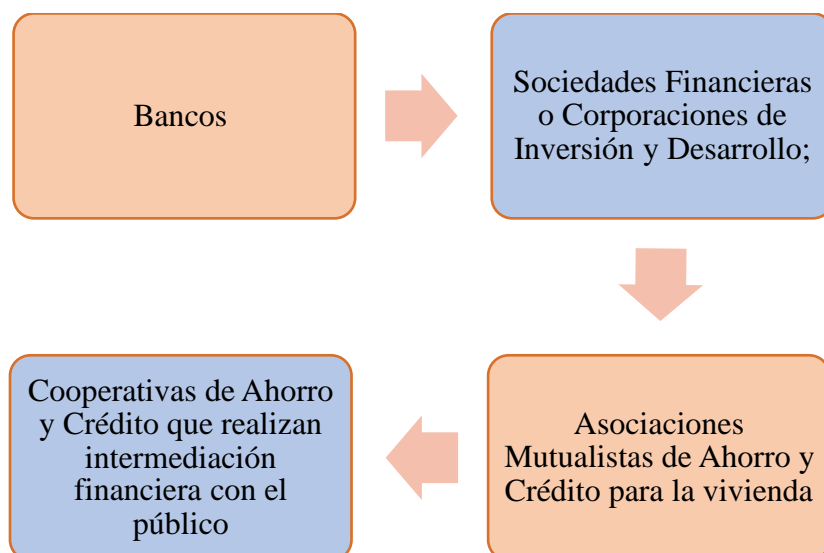 Bancos
Sociedades Financieras
o Corporaciones de
Inversión y Desarrollo;
Asociaciones
Mutualistas de Ahorro y
Crédito para la vivienda
Cooperativas de Ahorro
y Crédito que realizan
intermediación
financiera con el
público